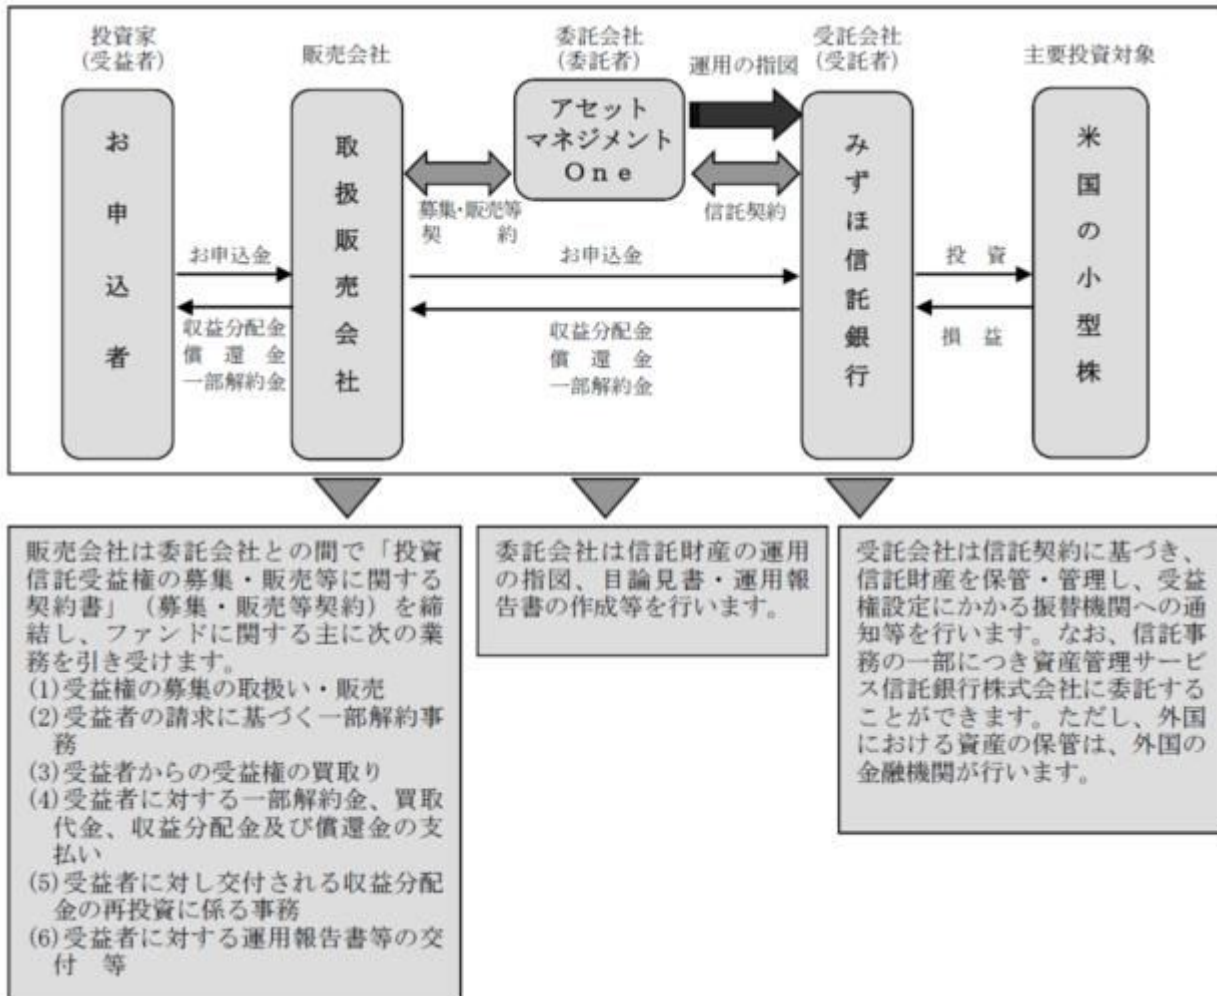 投資家
(受益者)
販売会社
委託会社
(委託者)
運用の指図
受託会社
(受託者)
主要投資対象
お申込者
取扱販売会社
アセット
マネジメント
One
みずほ信託銀行
米国の小型株
募集・販売等
契　　約
信託契約
お申込金
収益分配金
償　還　金
一部解約金
お申込金
収益分配金
償　還　金
一部解約金
投　資
損　益
販売会社は委託会社との間で「投資
信託受益権の募集・販売等に関する
契約書」（募集・販売等契約）を締
結し、ファンドに関する主に次の業
務を引き受けます。
(1)受益権の募集の取扱い・販売
(2)受益者の請求に基づく一部解約事
務
(3)受益者からの受益権の買取り
(4)受益者に対する一部解約金、買取
代金、収益分配金及び償還金の支
払い
(5)受益者に対し交付される収益分配
金の再投資に係る事務
(6)受益者に対する運用報告書等の交
付　等
委託会社は信託財産の運用
の指図、目論見書・運用報
告書の作成等を行います。
受託会社は信託契約に基づき、
信託財産を保管・管理し、受益
権設定にかかる振替機関への通
知等を行います。なお、信託事
務の一部につき資産管理サービ
ス信託銀行株式会社に委託する
ことができます。ただし、外国
における資産の保管は、外国の
金融機関が行います。